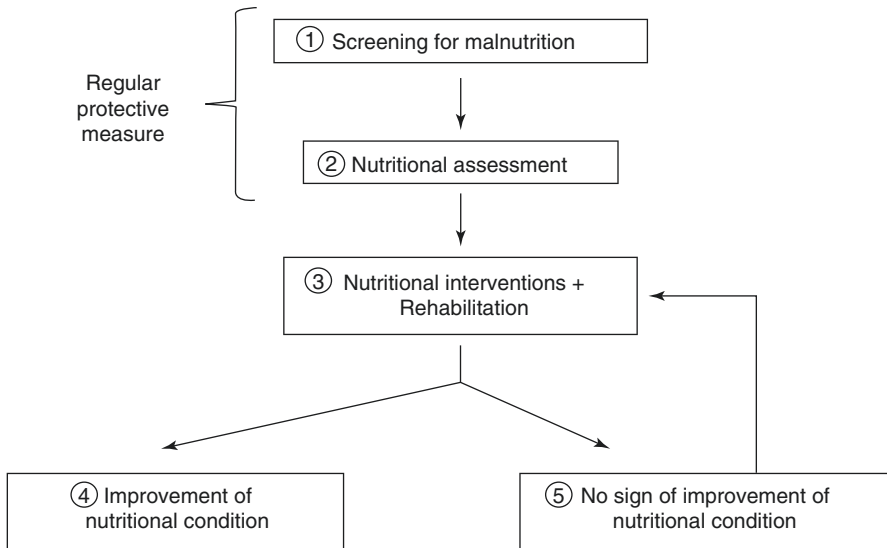 ① Screening for malnutrition
Regular
protective
measure
② Nutritional assessment
③ Nutritional interventions +
Rehabilitation
④ Improvement of
nutritional condition
⑤ No sign of improvement of
nutritional condition